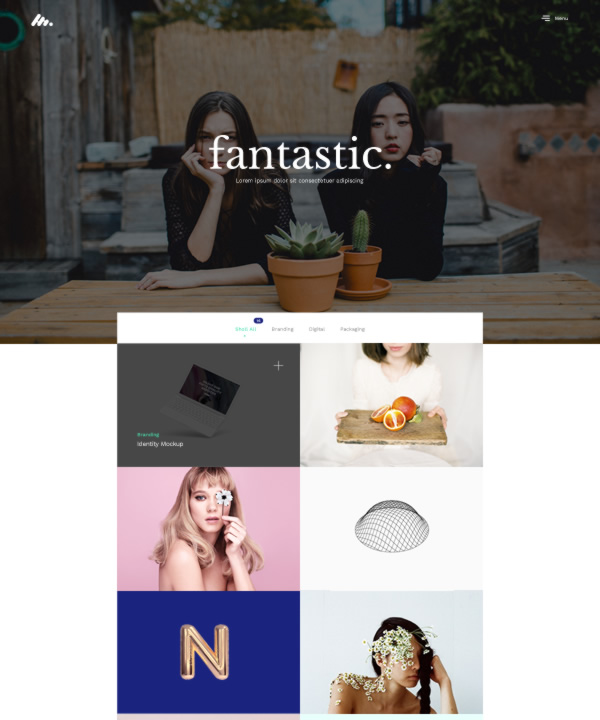 Menu
fantastic.
Lorem ipsum dolor sit consectetuer adipiscing
Show All
Branding
Digital
Packaging
Branding
Identity Mockup
N